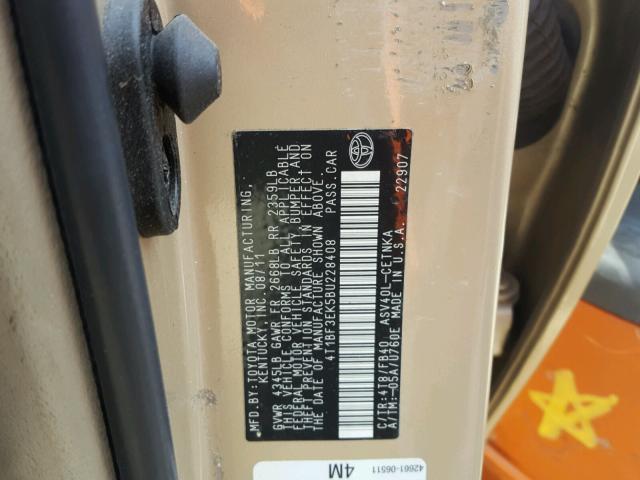 MFD.BY:TOYOTA MOTOR MANUFACTURING,
KENTUCKY, INC. 08/11
GVWR 4345LB GAWR FR 2668LB RR 2359LB
THIS VEHICLE CONFORMS TO ALL APPLICABLE
FEDERAL MOTOR VEHICLE SAFETY, BUMPER AND
THEFT PREVENTION STANDARDS IN EFFECT ON
THE DATE OF MANUFACTURE SHOWN ABOVE.
4T1BF3EK5BU228408 PASS.CAR
C/TR:4T8/FB40 ASV40L-CETNKA
A/TM:-05A/U760E MADE IN U.S.A. 22907
42661-06511
4M